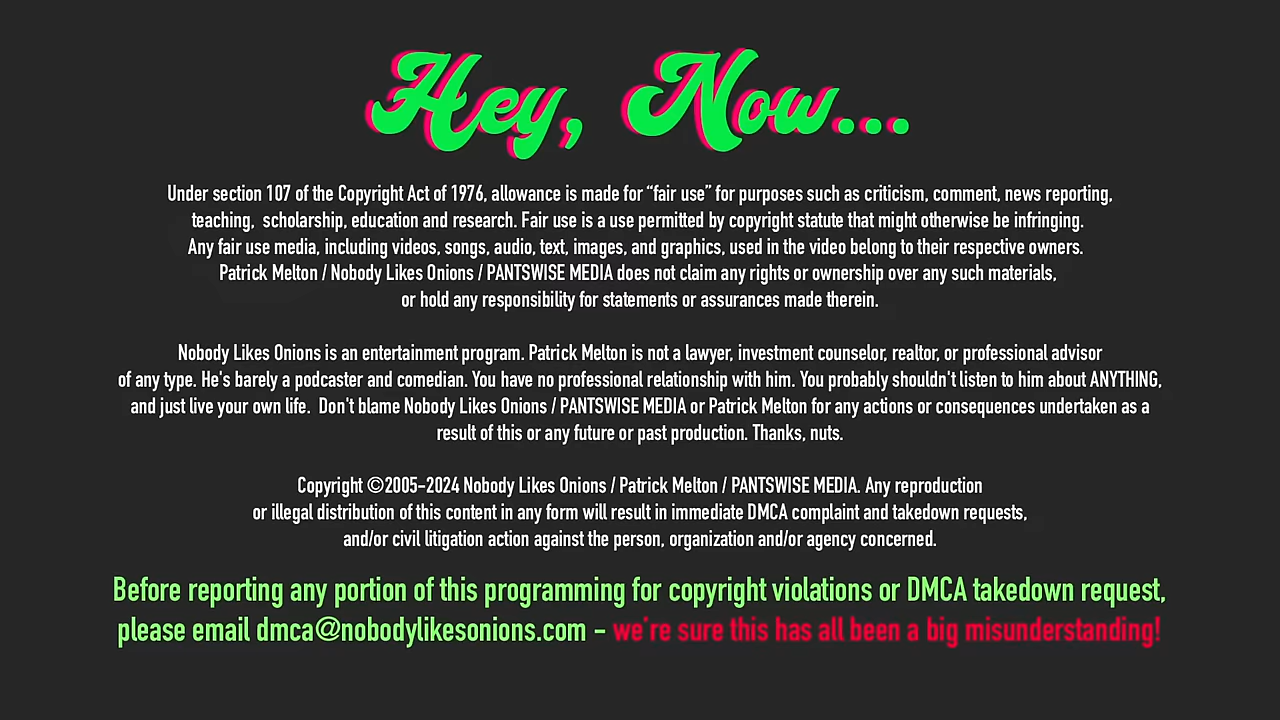 Hey, Now...
Under section 107 of the Copyright Act of 1976, allowance is made for “fair use” for purposes such as criticism, comment, news reporting,
teaching,  scholarship, education and research. Fair use is a use permitted by copyright statute that might otherwise be infringing.
Any fair use media, including videos, songs, audio, text, images, and graphics, used in the video belong to their respective owners.
Patrick Melton / Nobody Likes Onions / PANTSWISE MEDIA does not claim any rights or ownership over any such materials,
or hold any responsibility for statements or assurances made therein.
Nobody Likes Onions is an entertainment program. Patrick Melton is not a lawyer, investment counselor, realtor, or professional advisor
of any type. He's barely a podcaster and comedian. You have no professional relationship with him. You probably shouldn't listen to him about ANYTHING,
and just live your own life.  Don't blame Nobody Likes Onions / PANTSWISE MEDIA or Patrick Melton for any actions or consequences undertaken as a
result of this or any future or past production. Thanks, nuts.
Copyright ©2005-2024 Nobody Likes Onions / Patrick Melton / PANTSWISE MEDIA. Any reproduction
or illegal distribution of this content in any form will result in immediate DMCA complaint and takedown requests,
and/or civil litigation action against the person, organization and/or agency concerned.
Before reporting any portion of this programming for copyright violations or DMCA takedown request,
please email dmca@nobodylikesonions.com - we're sure this has all been a big misunderstanding!